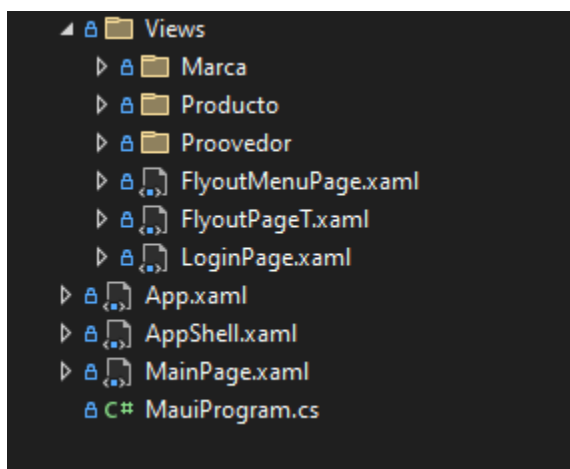 Views
Marca
Producto
Proovedor
FlyoutMenuPage.xaml
FlyoutPageT.xaml
LoginPage.xaml
App.xaml
AppShell.xaml
MainPage.xaml
C# MauiProgram.cs